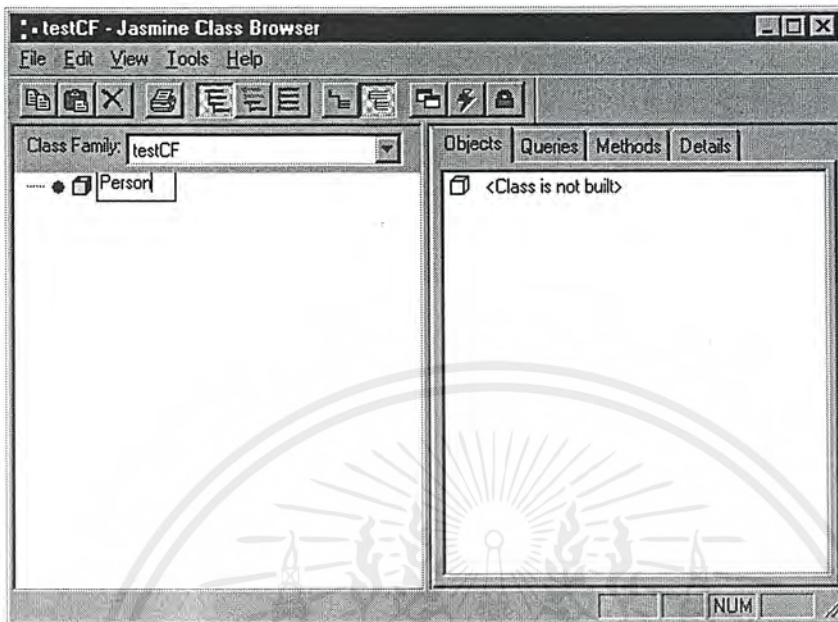 testCF - Jasmine Class Browser
File Edit View Tools Help
Class Family: testCF
Person
Objects Queries Methods Details
<Class is not built>
NUM